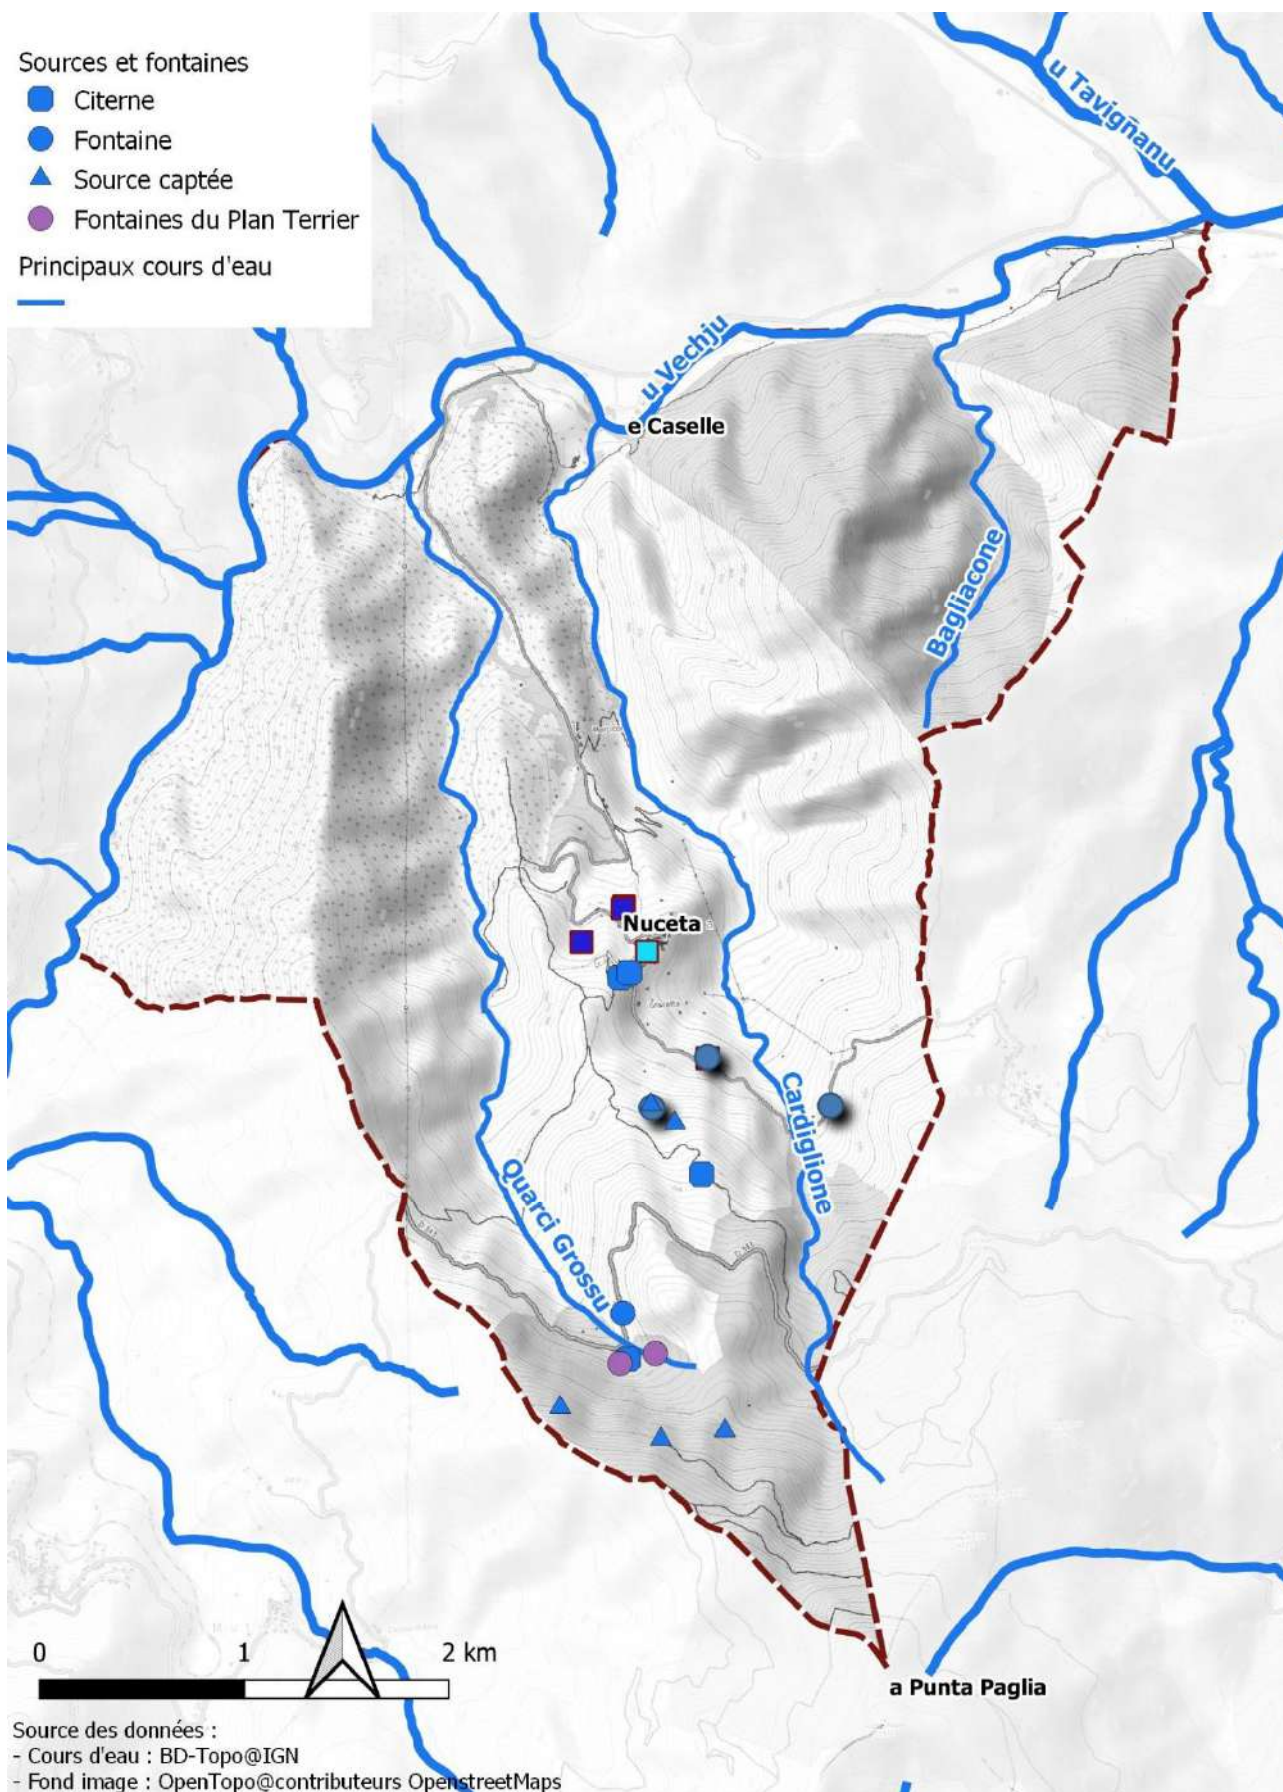 Sources et fontaines
Citerne
Fontaine
Source captée
Fontaines du Plan Terrier
Principaux cours d'eau
u Tavignanu
u Vechju
e Caselle
Bagliacone
Nuceta
Cardiglione
Quarci Grossu
D 343
D 343
0 1 2 km
a Punta Paglia
Source des données :
- Cours d'eau : BD-Topo@IGN
- Fond image : OpenTopo@contributeurs OpenstreetMaps